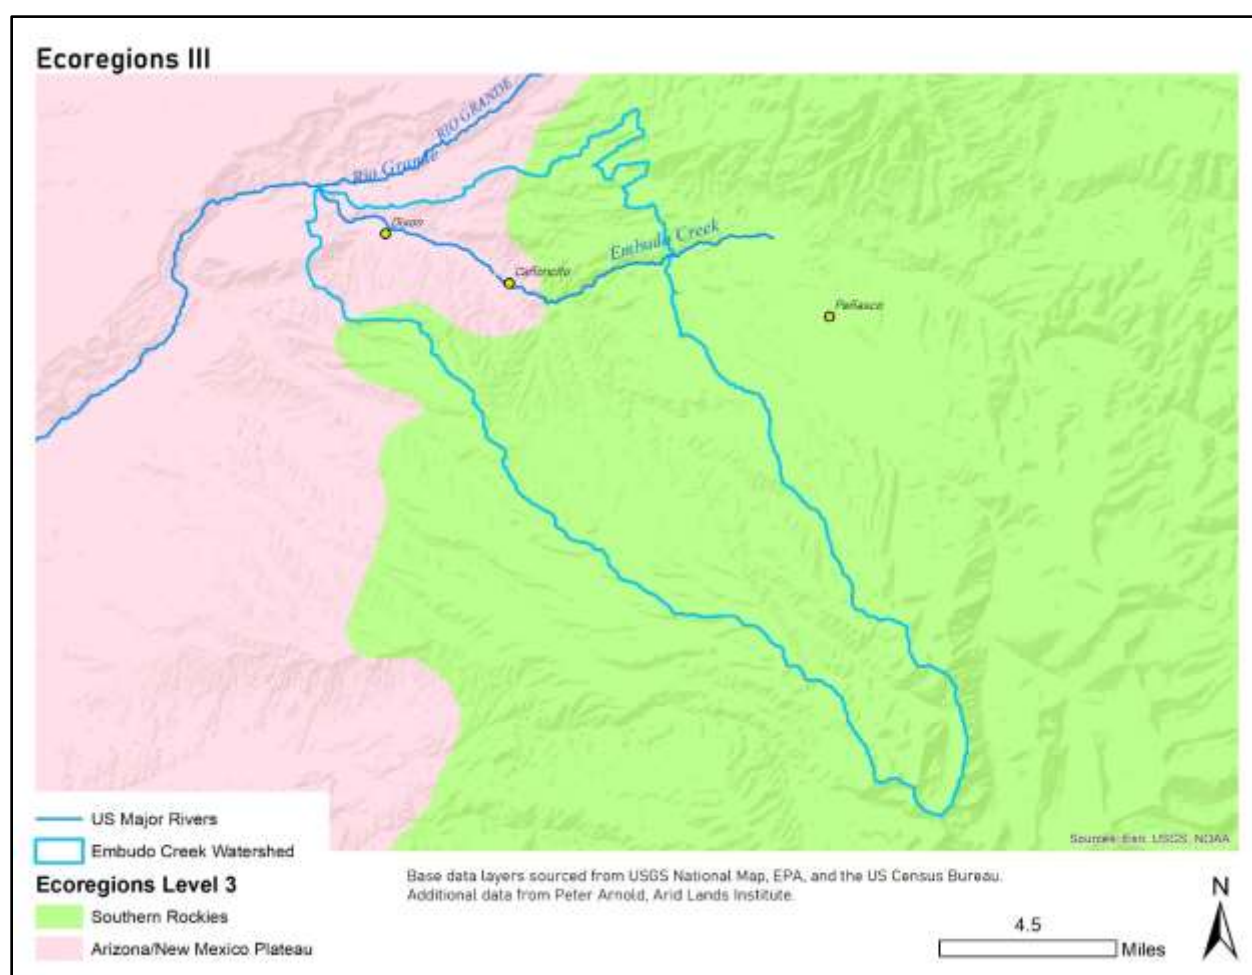 Ecoregions III
RIO GRANDE
Rio Grande
Dixon
Embudo Creek
Cañoncito
Peñasco
Sources: Esri, USGS, NOAA
US Major Rivers
Embudo Creek Watershed
Ecoregions Level 3
Southern Rockies
Arizona/New Mexico Plateau
Base data layers sourced from USGS National Map, EPA, and the US Census Bureau.
Additional data from Peter Arnold, Arid Lands Institute.
N
4.5
Miles